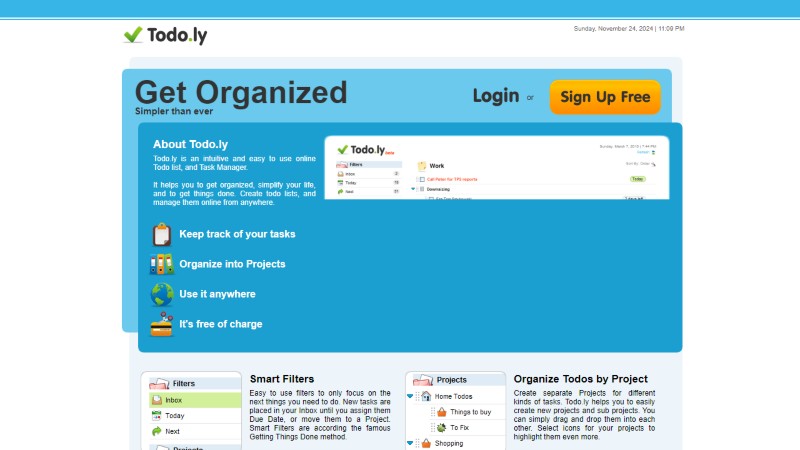 Todo.ly
Sunday, November 24, 2024 | 11:09 PM
Get Organized
Simpler than ever
Login or Sign Up Free
About Todo.ly
Todo.ly is an intuitive and easy to use online
Todo list, and Task Manager.
It helps you to get organized, simplify your life,
and to get things done. Create todo lists, and
manage them online from anywhere.
Todo.ly
Filters
Inbox
Today
Next
Work
Call Peter for TPS reports
Today
Downsizing
Keep track of your tasks
Organize into Projects
Use it anywhere
It's free of charge
Filters
Inbox
Today
Next
Projects
Smart Filters
Easy to use filters to only focus on the
next things you need to do. New tasks are
placed in your Inbox until you assign them
Due Date, or move them to a Project.
Smart Filters are according the famous
Getting Things Done method.
Projects
Home Todos
Things to buy
To Fix
Shopping
Organize Todos by Project
Create separate Projects for different
kinds of tasks. Todo.ly helps you to easily
create new projects and sub projects. You
can simply drag and drop them into each
other. Select icons for your projects to
highlight them even more.